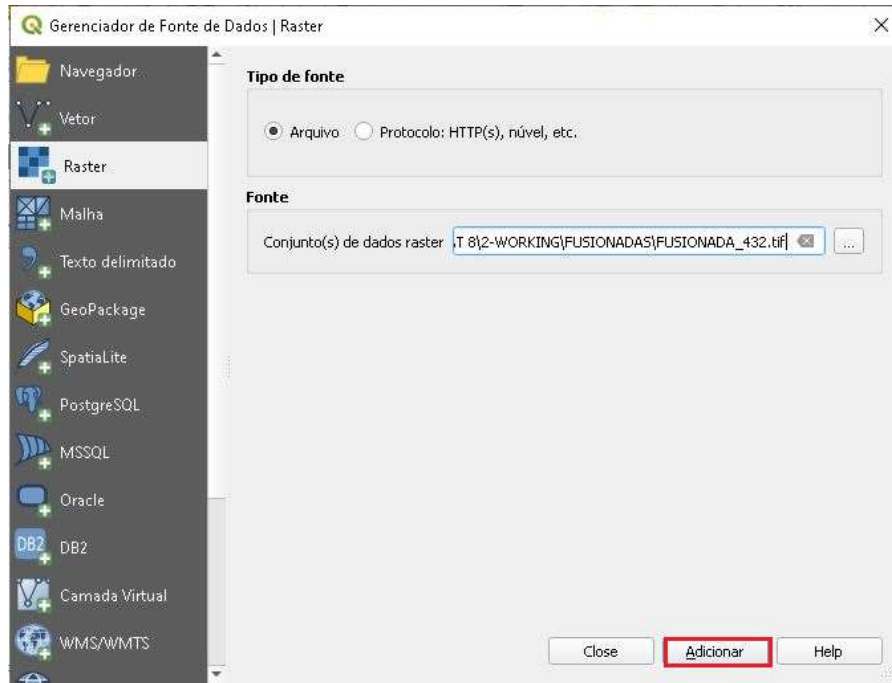 Gerenciador de Fonte de Dados | Raster
Navegador
Vetor
Raster
Malha
Texto delimitado
GeoPackage
SpatiaLite
PostgreSQL
MSSQL
Oracle
DB2
DB2
Camada Virtual
WMS/WMTS
Tipo de fonte
Arquivo
Protocolo: HTTP(s), núvel, etc.
Fonte
Conjunto(s) de dados raster
T 8\2-WORKING\FUSIONADAS\FUSIONADA_432.tif
...
Close
Adicionar
Help